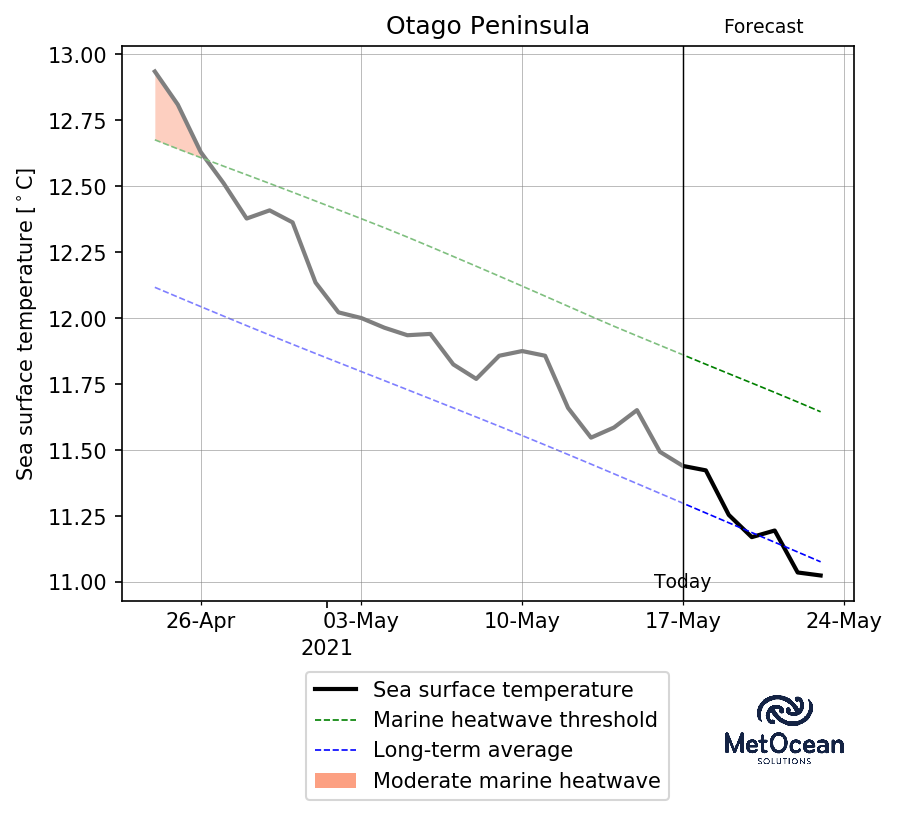 Otago Peninsula
Forecast
Sea surface temperature [°C]
13.00
12.75
12.50
12.25
12.00
11.75
11.50
11.25
11.00
Today
26-Apr 03-May 10-May 17-May 24-May
2021
Sea surface temperature
Marine heatwave threshold
Long-term average
Moderate marine heatwave
MetOcean
SOLUTIONS